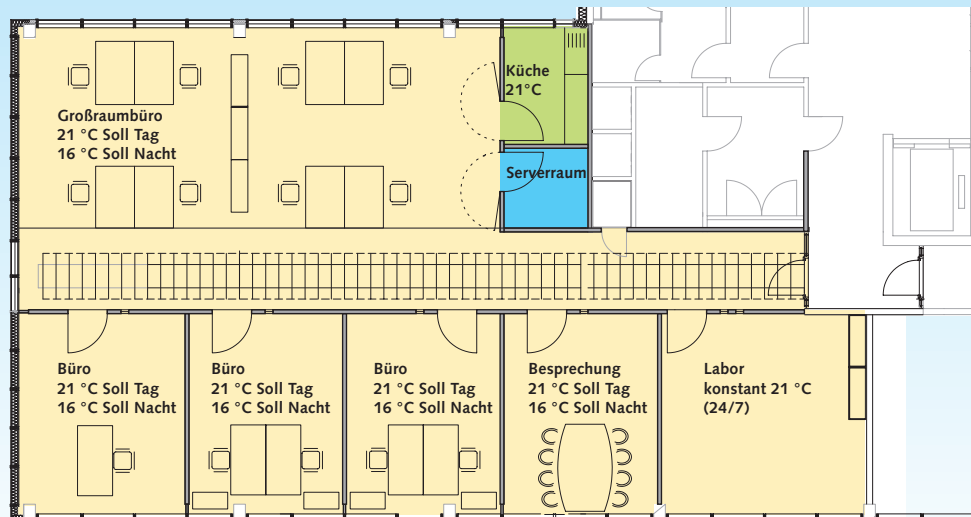 Küche
21°C
Großraumbüro
21 °C Soll Tag
16 °C Soll Nacht
Serverraum
Büro
21 °C Soll Tag
16 °C Soll Nacht
Büro
21 °C Soll Tag
16 °C Soll Nacht
Büro
21 °C Soll Tag
16 °C Soll Nacht
Besprechung
21 °C Soll Tag
16 °C Soll Nacht
Labor
konstant 21 °C
(24/7)